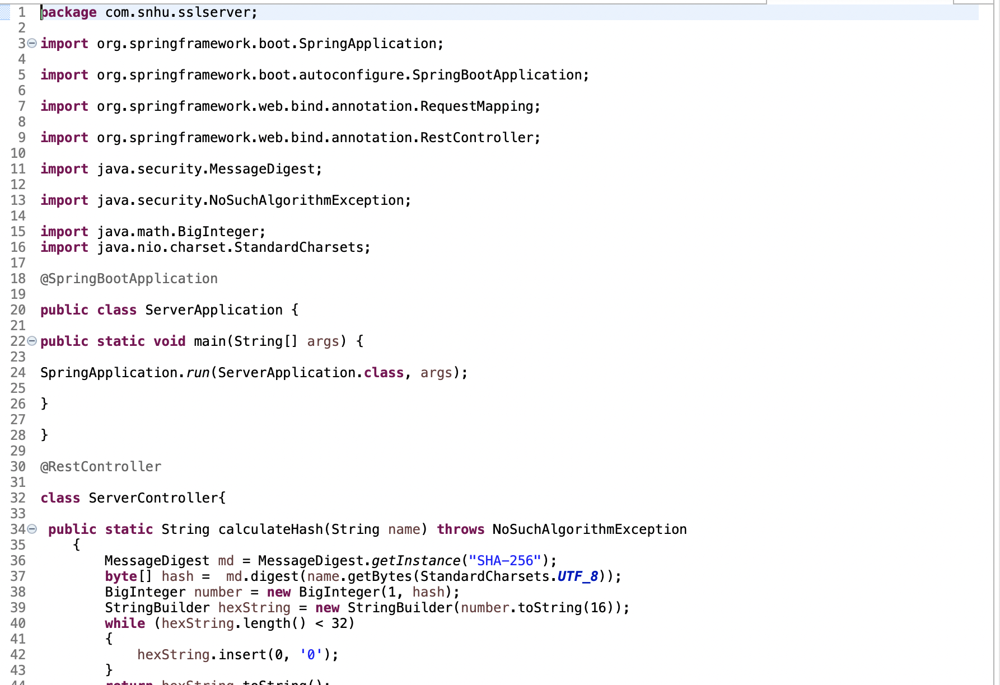 1 package com.snhu.sslserver;
2
3 import org.springframework.boot.SpringApplication;
4
5 import org.springframework.boot.autoconfigure.SpringBootApplication;
6
7 import org.springframework.web.bind.annotation.RequestMapping;
8
9 import org.springframework.web.bind.annotation.RestController;
10
11 import java.security.MessageDigest;
12
13 import java.security.NoSuchAlgorithmException;
14
15 import java.math.BigInteger;
16 import java.nio.charset.StandardCharsets;
17
18 @SpringBootApplication
19
20 public class ServerApplication {
21
22 public static void main(String[] args) {
23
24 SpringApplication.run(ServerApplication.class, args);
25
26 }
27
28 }
29
30 @RestController
31
32 class ServerController{
33
34 public static String calculateHash(String name) throws NoSuchAlgorithmException
35 {
36 MessageDigest md = MessageDigest.getInstance("SHA-256");
37 byte[] hash =  md.digest(name.getBytes(StandardCharsets.UTF_8));
38 BigInteger number = new BigInteger(1, hash);
39 StringBuilder hexString = new StringBuilder(number.toString(16));
40 while (hexString.length() < 32)
41 {
42 hexString.insert(0, '0');
43 }
44 return hexString.toString();